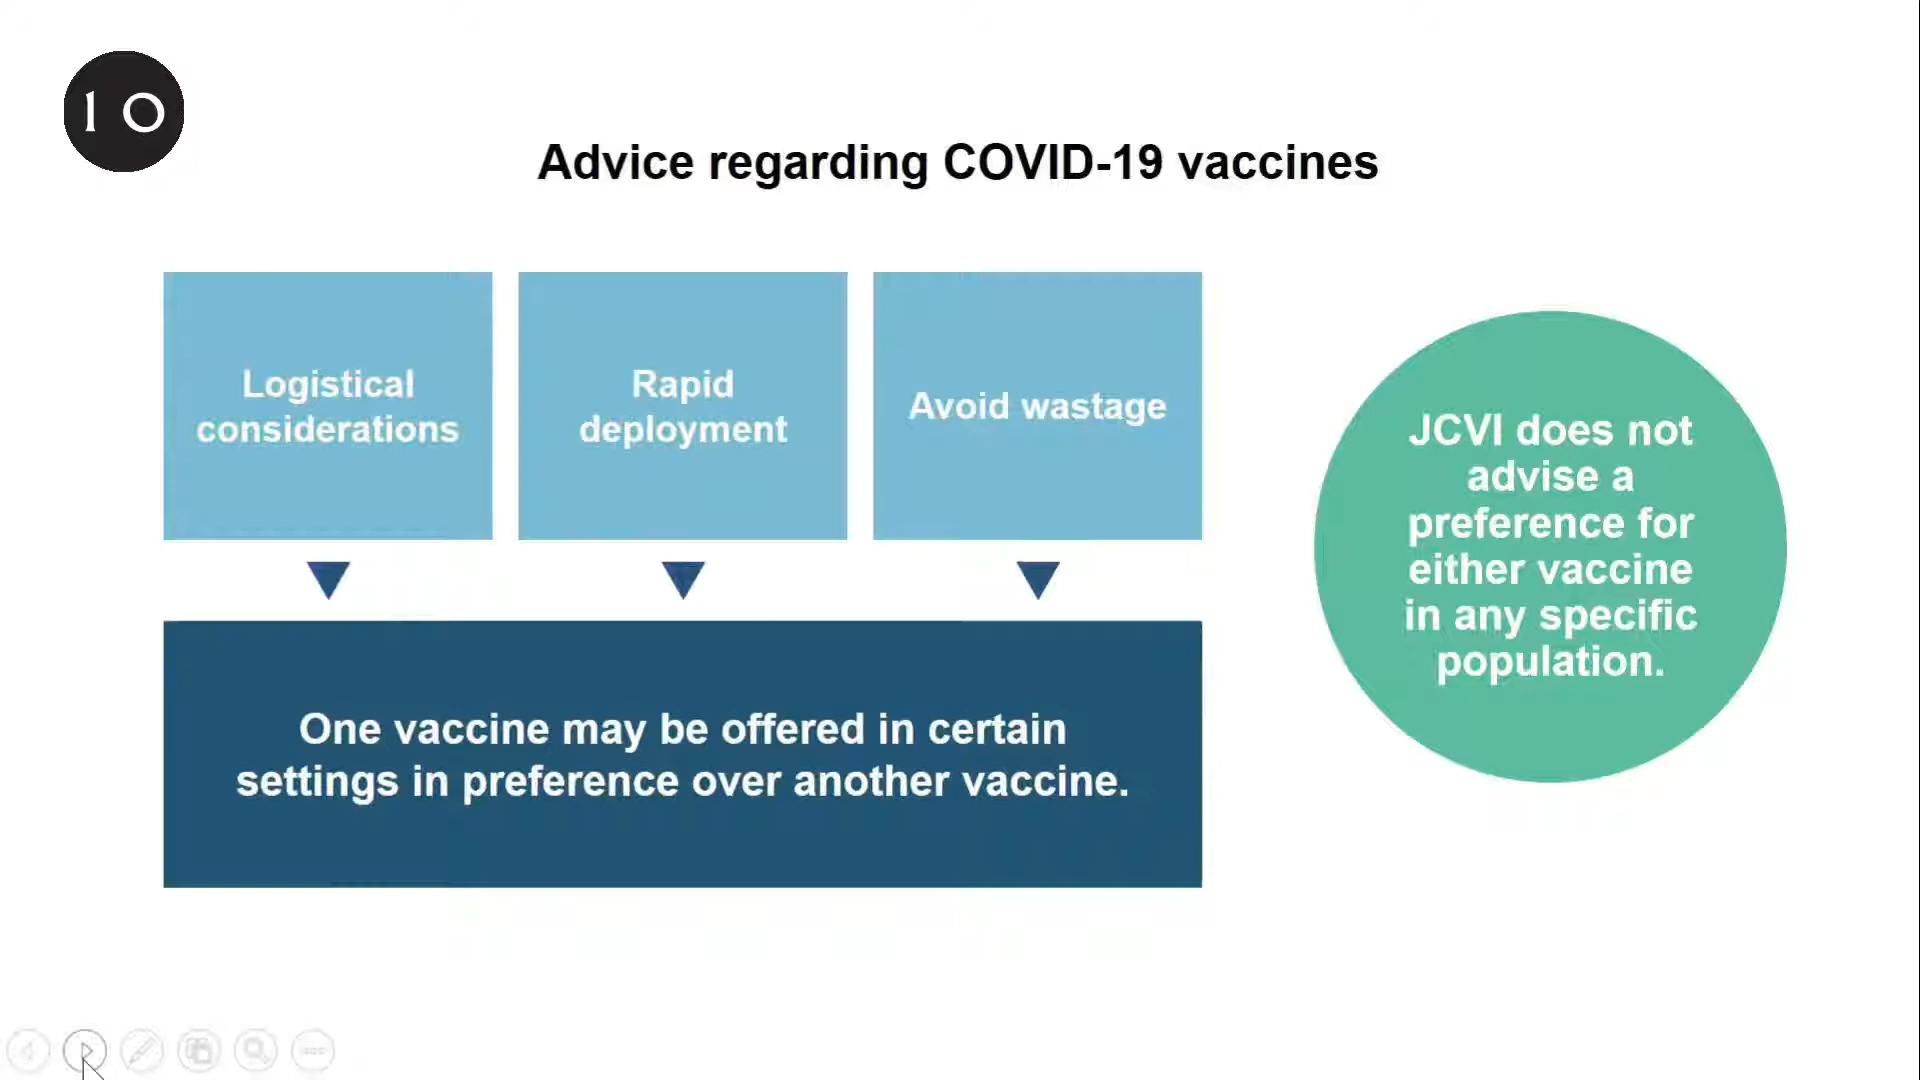 10
Advice regarding COVID-19 vaccines
Logistical
considerations
Rapid
deployment
Avoid wastage
One vaccine may be offered in certain
settings in preference over another vaccine.
JCVI does not
advise a
preference for
either vaccine
in any specific
population.